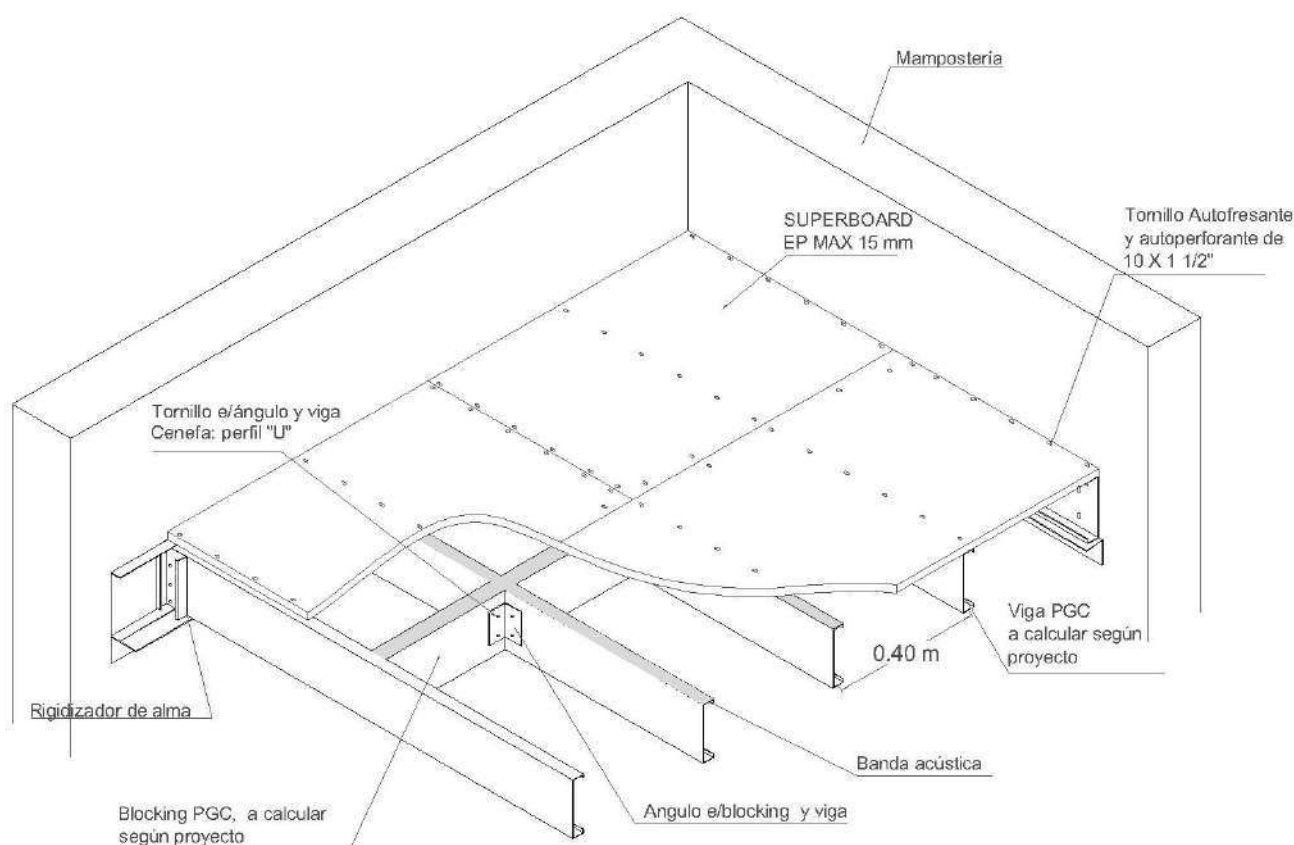 Mampostería
SUPERBOARD
EP MAX 15 mm
Tornillo Autofresante
y autoperforante de
10 X 1 1/2"
Tornillo e/ángulo y viga
Cenefa: perfil "U"
0.40 m
Viga PGC
a calcular según
proyecto
Rigidizador de alma
Banda acústica
Blocking PGC, a calcular
según proyecto
Angulo e/blocking y viga